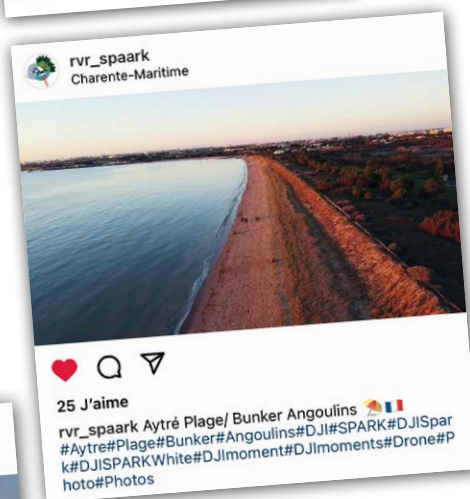 rvr_spaark
Charente-Maritime
25 J'aime
rvr_spaark Aytré Plage/ Bunker Angoulins ⛱️🇫🇷
#Aytre#Plage#Bunker#Angoulins#DJI#SPARK#DJISpar
k#DJISPARKWhite#DJImoment#DJImoments#Drone#P
hoto#Photos